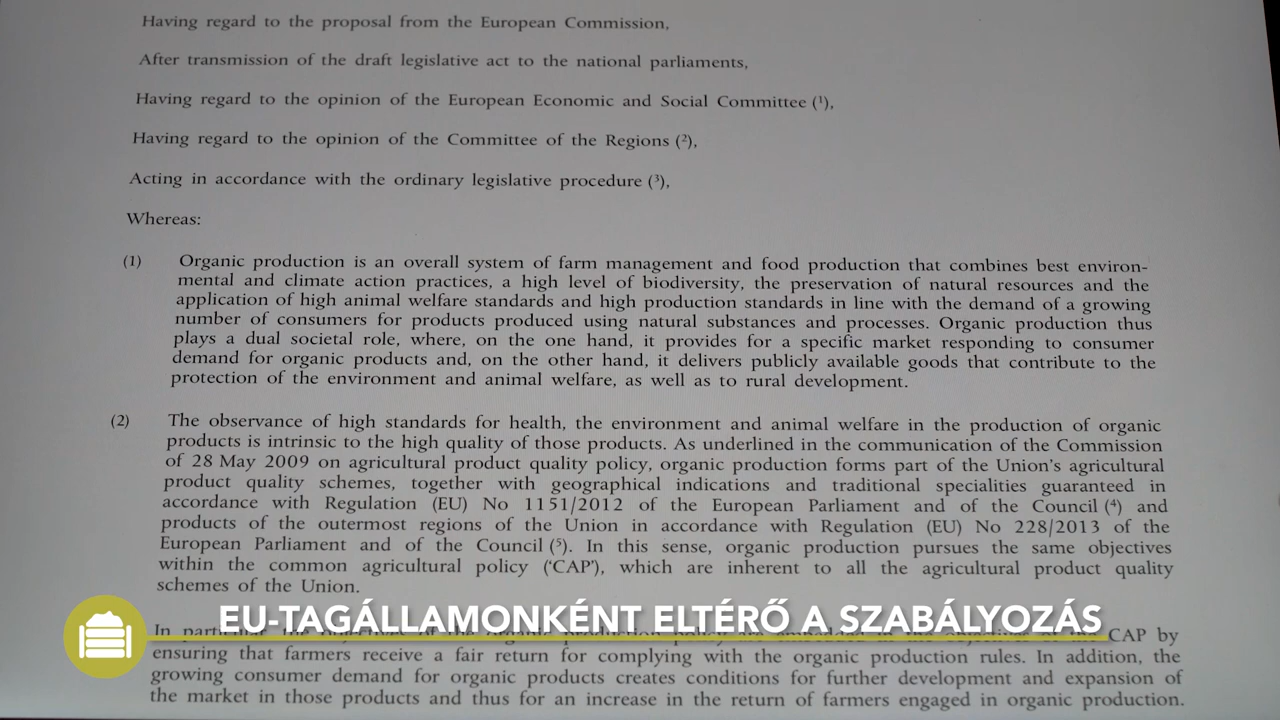 Having regard to the proposal from the European Commission,
After transmission of the draft legislative act to the national parliaments,
Having regard to the opinion of the European Economic and Social Committee (¹),
Having regard to the opinion of the Committee of the Regions (²),
Acting in accordance with the ordinary legislative procedure (³),
Whereas:
(1) Organic production is an overall system of farm management and food production that combines best environ-
mental and climate action practices, a high level of biodiversity, the preservation of natural resources and the
application of high animal welfare standards and high production standards in line with the demand of a growing
number of consumers for products produced using natural substances and processes. Organic production thus
plays a dual societal role, where, on the one hand, it provides for a specific market responding to consumer
demand for organic products and, on the other hand, it delivers publicly available goods that contribute to the
protection of the environment and animal welfare, as well as to rural development.
(2) The observance of high standards for health, the environment and animal welfare in the production of organic
products is intrinsic to the high quality of those products. As underlined in the communication of the Commission
of 28 May 2009 on agricultural product quality policy, organic production forms part of the Union's agricultural
product quality schemes, together with geographical indications and traditional specialities guaranteed in
accordance with Regulation (EU) No 1151/2012 of the European Parliament and of the Council (⁴) and
products of the outermost regions of the Union in accordance with Regulation (EU) No 228/2013 of the
European Parliament and of the Council (⁵). In this sense, organic production pursues the same objectives
within the common agricultural policy ('CAP'), which are inherent to all the agricultural product quality
schemes of the Union.
EU-TAGÁLLAMONKÉNT ELTÉRŐ A SZABÁLYOZÁS
In CAP by
ensuring that farmers receive a fair return for complying with the organic production rules. In addition, the
growing consumer demand for organic products creates conditions for further development and expansion of
the market in those products and thus for an increase in the return of farmers engaged in organic production.